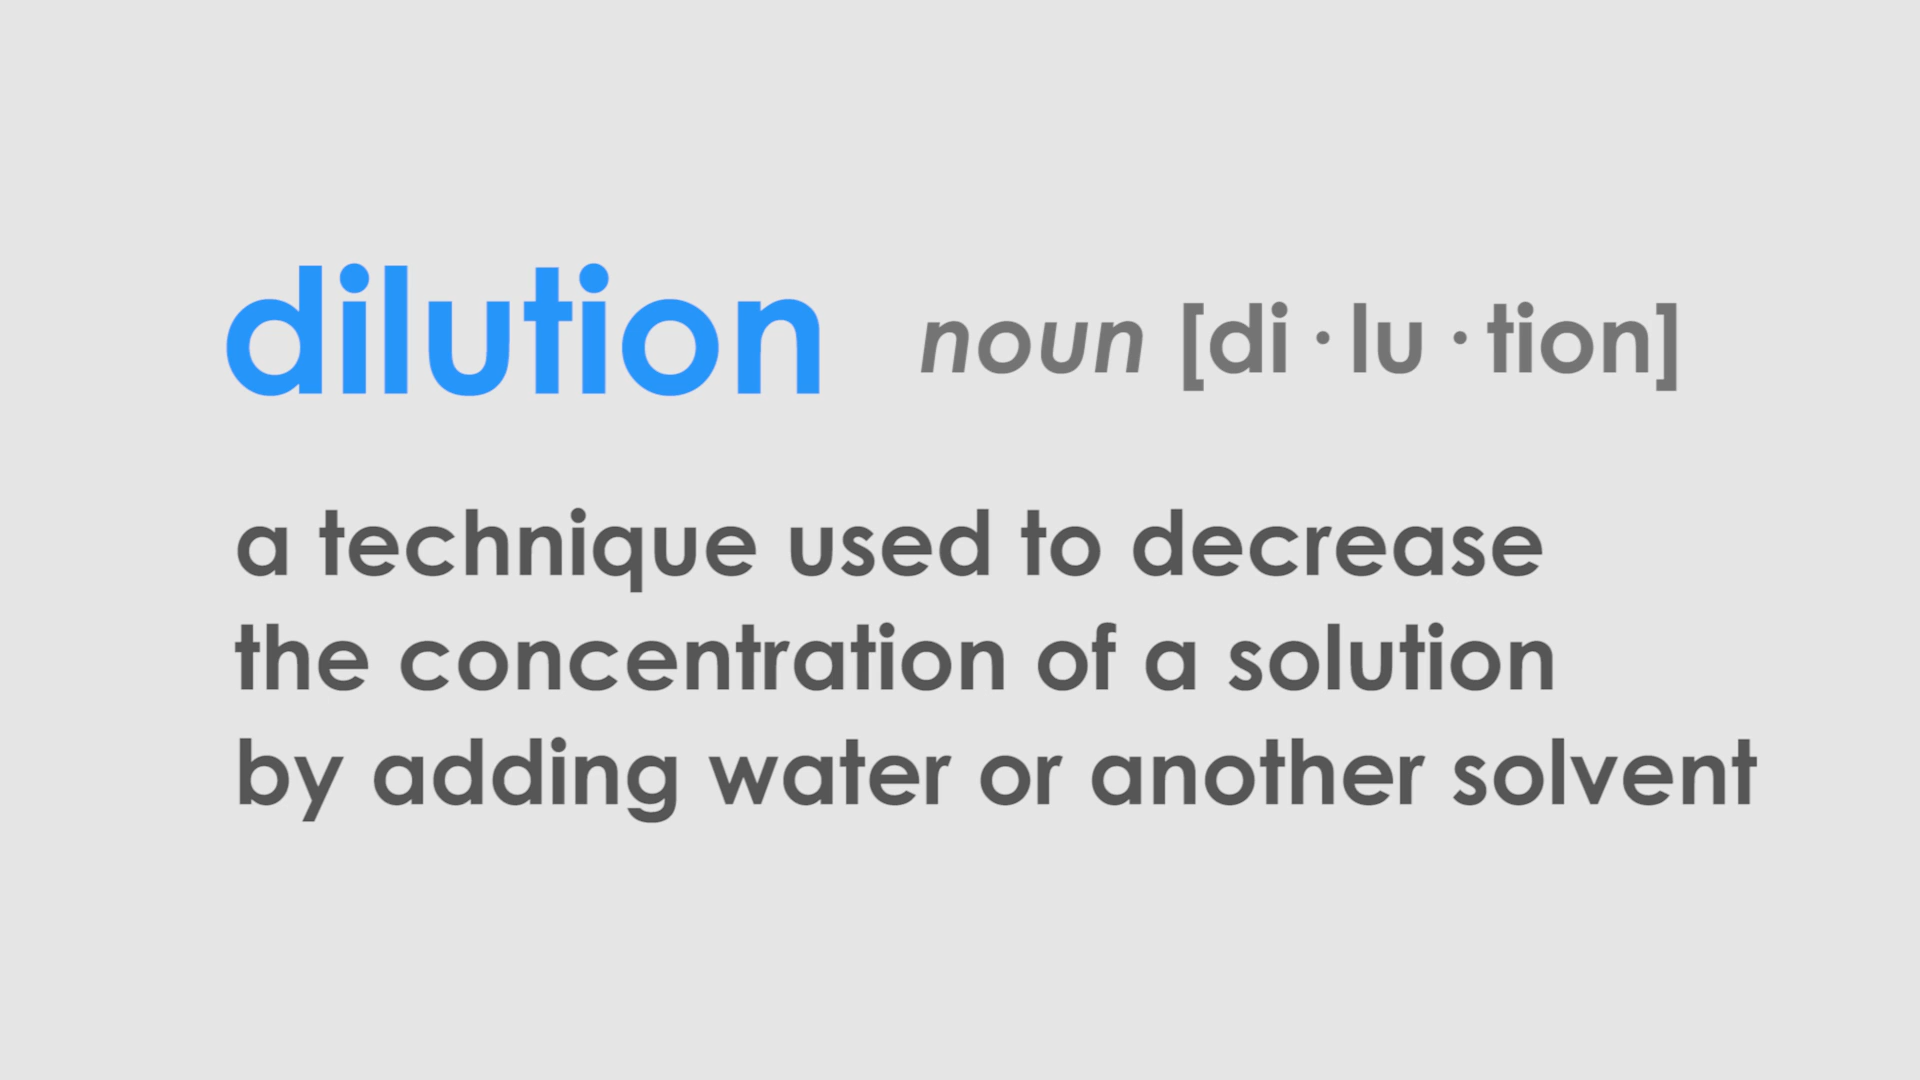 dilution noun [di · lu · tion]
a technique used to decrease
the concentration of a solution
by adding water or another solvent